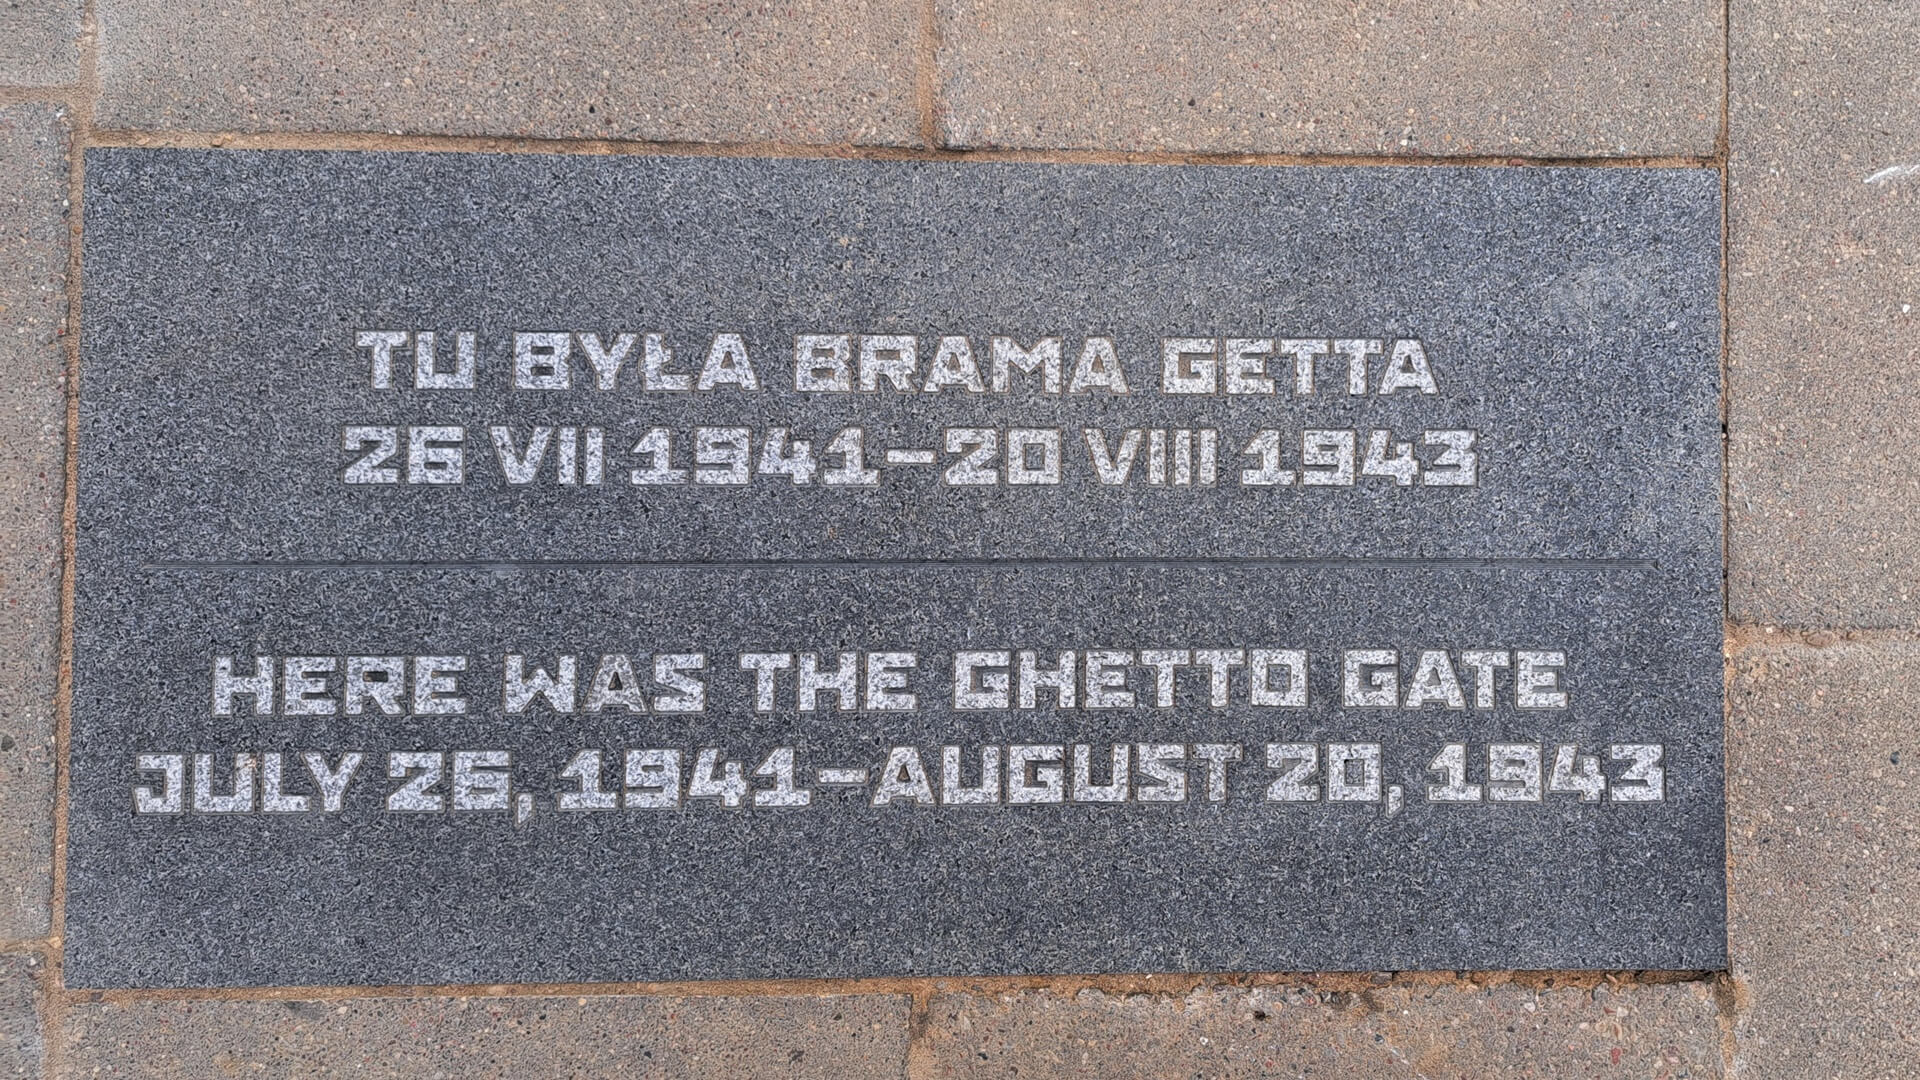 TU BYŁA BRAMA GETTA
26 VII 1941–20 VIII 1943
HERE WAS THE GHETTO GATE
JULY 26, 1941–AUGUST 20, 1943